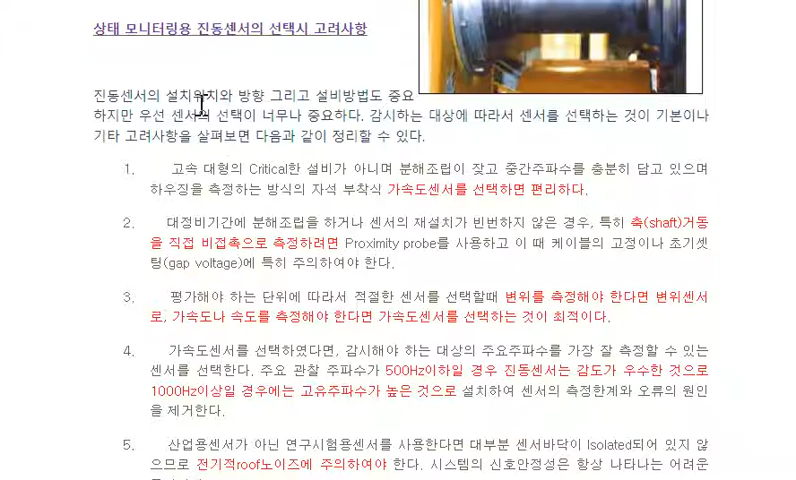 상태 모니터링용 진동센서의 선택시 고려사항
진동센서의 설치위치와 방향 그리고 설비방법도 중요
하지만 우선 센서의 선택이 너무나 중요하다. 감시하는 대상에 따라서 센서를 선택하는 것이 기본이나
기타 고려사항을 살펴보면 다음과 같이 정리할 수 있다.
1. 고속 대형의 Critical한 설비가 아니며 분해조립이 잦고 중간주파수를 충분히 담고 있으며
하우징을 측정하는 방식의 자석 부착식 가속도센서를 선택하면 편리하다.
2. 대정비기간에 분해조립을 하거나 센서의 재설치가 빈번하지 않은 경우, 특히 축(shaft)거동
을 직접 비접촉으로 측정하려면 Proximity probe를 사용하고 이 때 케이블의 고정이나 초기셋
팅(gap voltage)에 특히 주의하여야 한다.
3. 평가해야 하는 단위에 따라서 적절한 센서를 선택할때 변위를 측정해야 한다면 변위센서
로, 가속도나 속도를 측정해야 한다면 가속도센서를 선택하는 것이 최적이다.
4. 가속도센서를 선택하였다면, 감시해야 하는 대상의 주요주파수를 가장 잘 측정할 수 있는
센서를 선택한다. 주요 관찰 주파수가 500Hz이하일 경우 진동센서는 감도가 우수한 것으로
1000Hz이상일 경우에는 고유주파수가 높은 것으로 설치하여 센서의 측정한계와 오류의 원인
을 제거한다.
5. 산업용센서가 아닌 연구시험용센서를 사용한다면 대부분 센서바닥이 Isolated되어 있지 않
으므로 전기적roof노이즈에 주의하여야 한다. 시스템의 신호안정성은 항상 나타나는 어려운